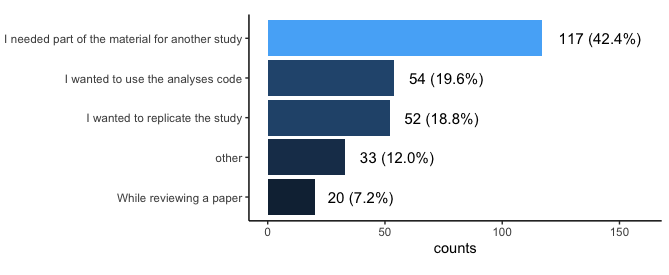 I needed part of the material for another study 117 (42.4%)
I wanted to use the analyses code 54 (19.6%)
I wanted to replicate the study 52 (18.8%)
other 33 (12.0%)
While reviewing a paper 20 (7.2%)
0 50 100 150
counts